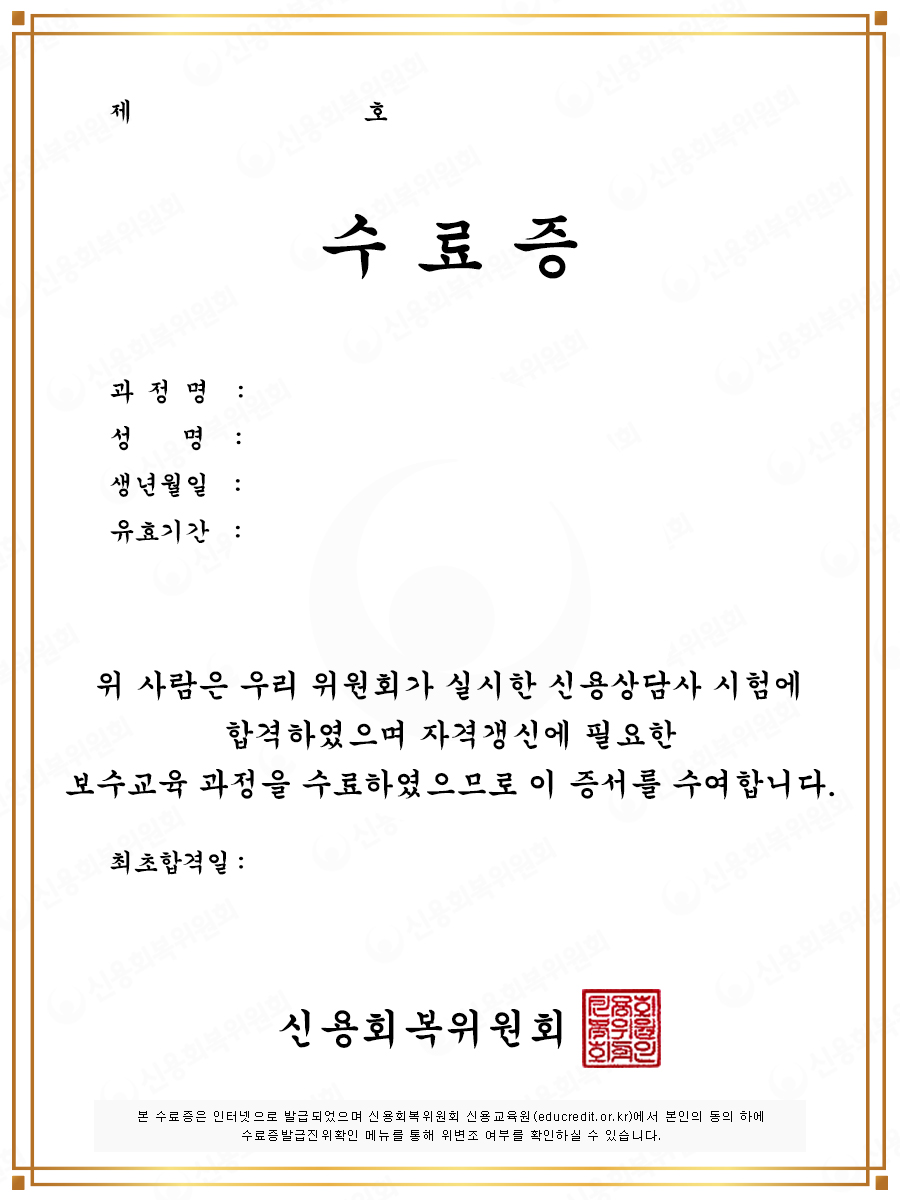 제 호
수 료 증
과 정 명 :
성 명 :
생년월일 :
유효기간 :
위 사람은 우리 위원회가 실시한 신용상담사 시험에
합격하였으며 자격갱신에 필요한
보수교육 과정을 수료하였으므로 이 증서를 수여합니다.
최초합격일 :
신용회복위원회
본 수료증은 인터넷으로 발급되었으며 신용회복위원회 신용교육원(educredit.or.kr)에서 본인의 동의 하에
수료증발급진위확인 메뉴를 통해 위변조 여부를 확인하실 수 있습니다.